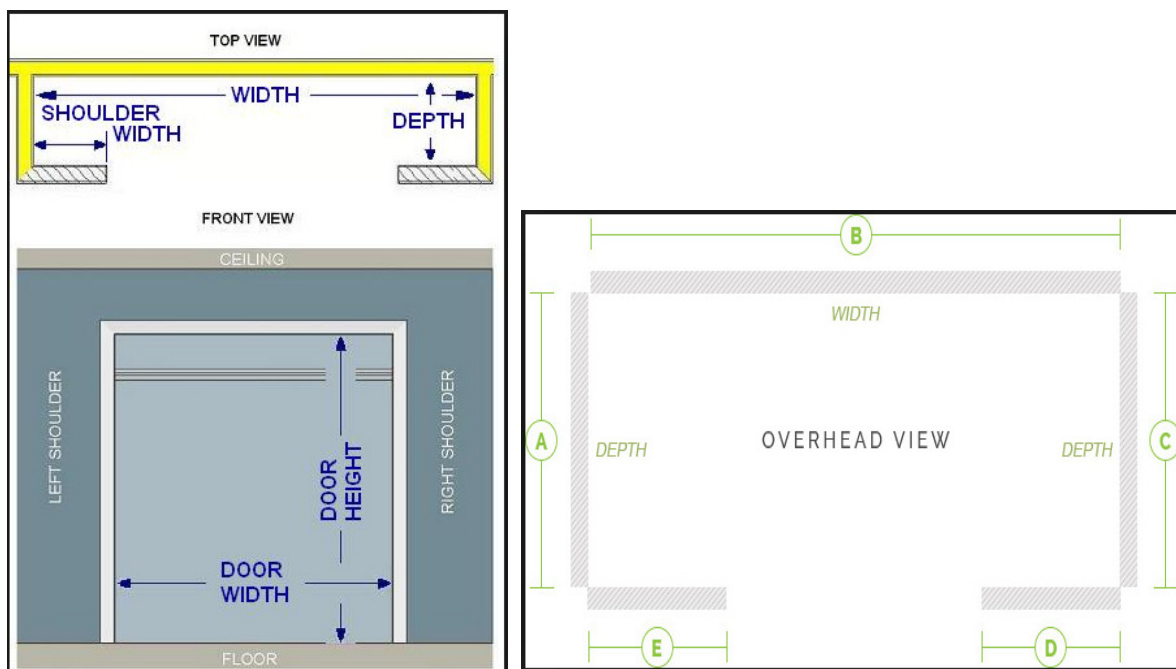 TOP VIEW
WIDTH
SHOULDER
WIDTH
DEPTH
FRONT VIEW
CEILING
LEFT SHOULDER
DOOR
HEIGHT
RIGHT SHOULDER
DOOR
WIDTH
FLOOR
B
WIDTH
A
DEPTH
OVERHEAD VIEW
DEPTH
C
E
D